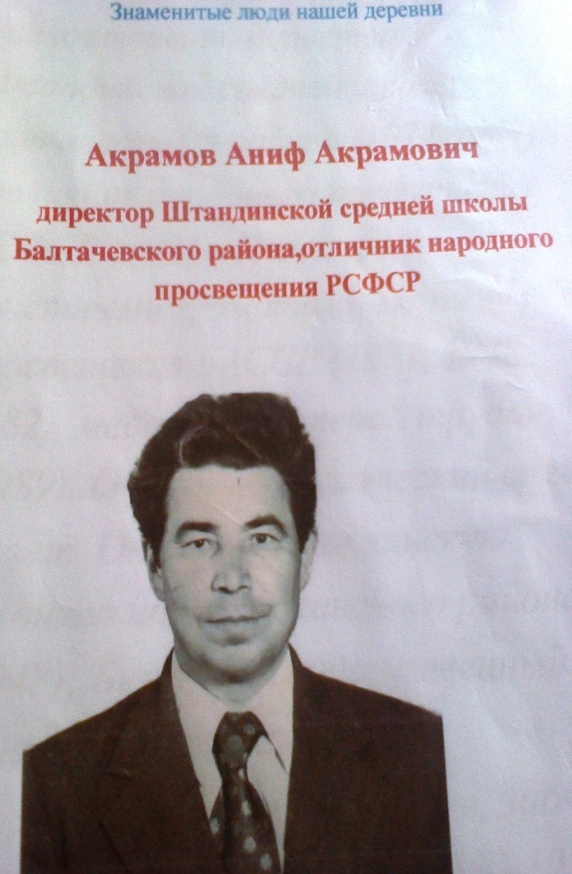 Знаменитые люди нашей деревни
Акрамов Аниф Акрамович
директор Штандинской средней школы
Балтачевского района,отличник народного
просвещения РСФСР